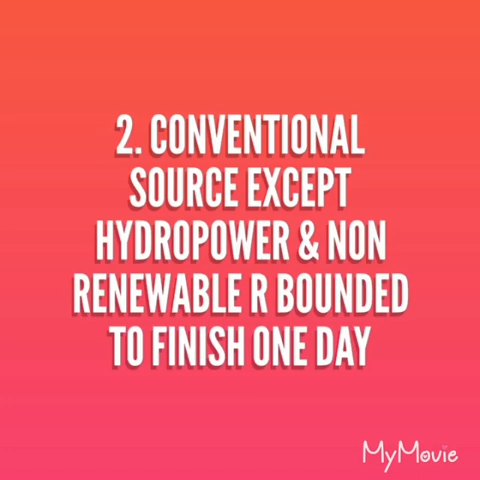 2. CONVENTIONAL
SOURCE EXCEPT
HYDROPOWER & NON
RENEWABLE R BOUNDED
TO FINISH ONE DAY
MyMovie